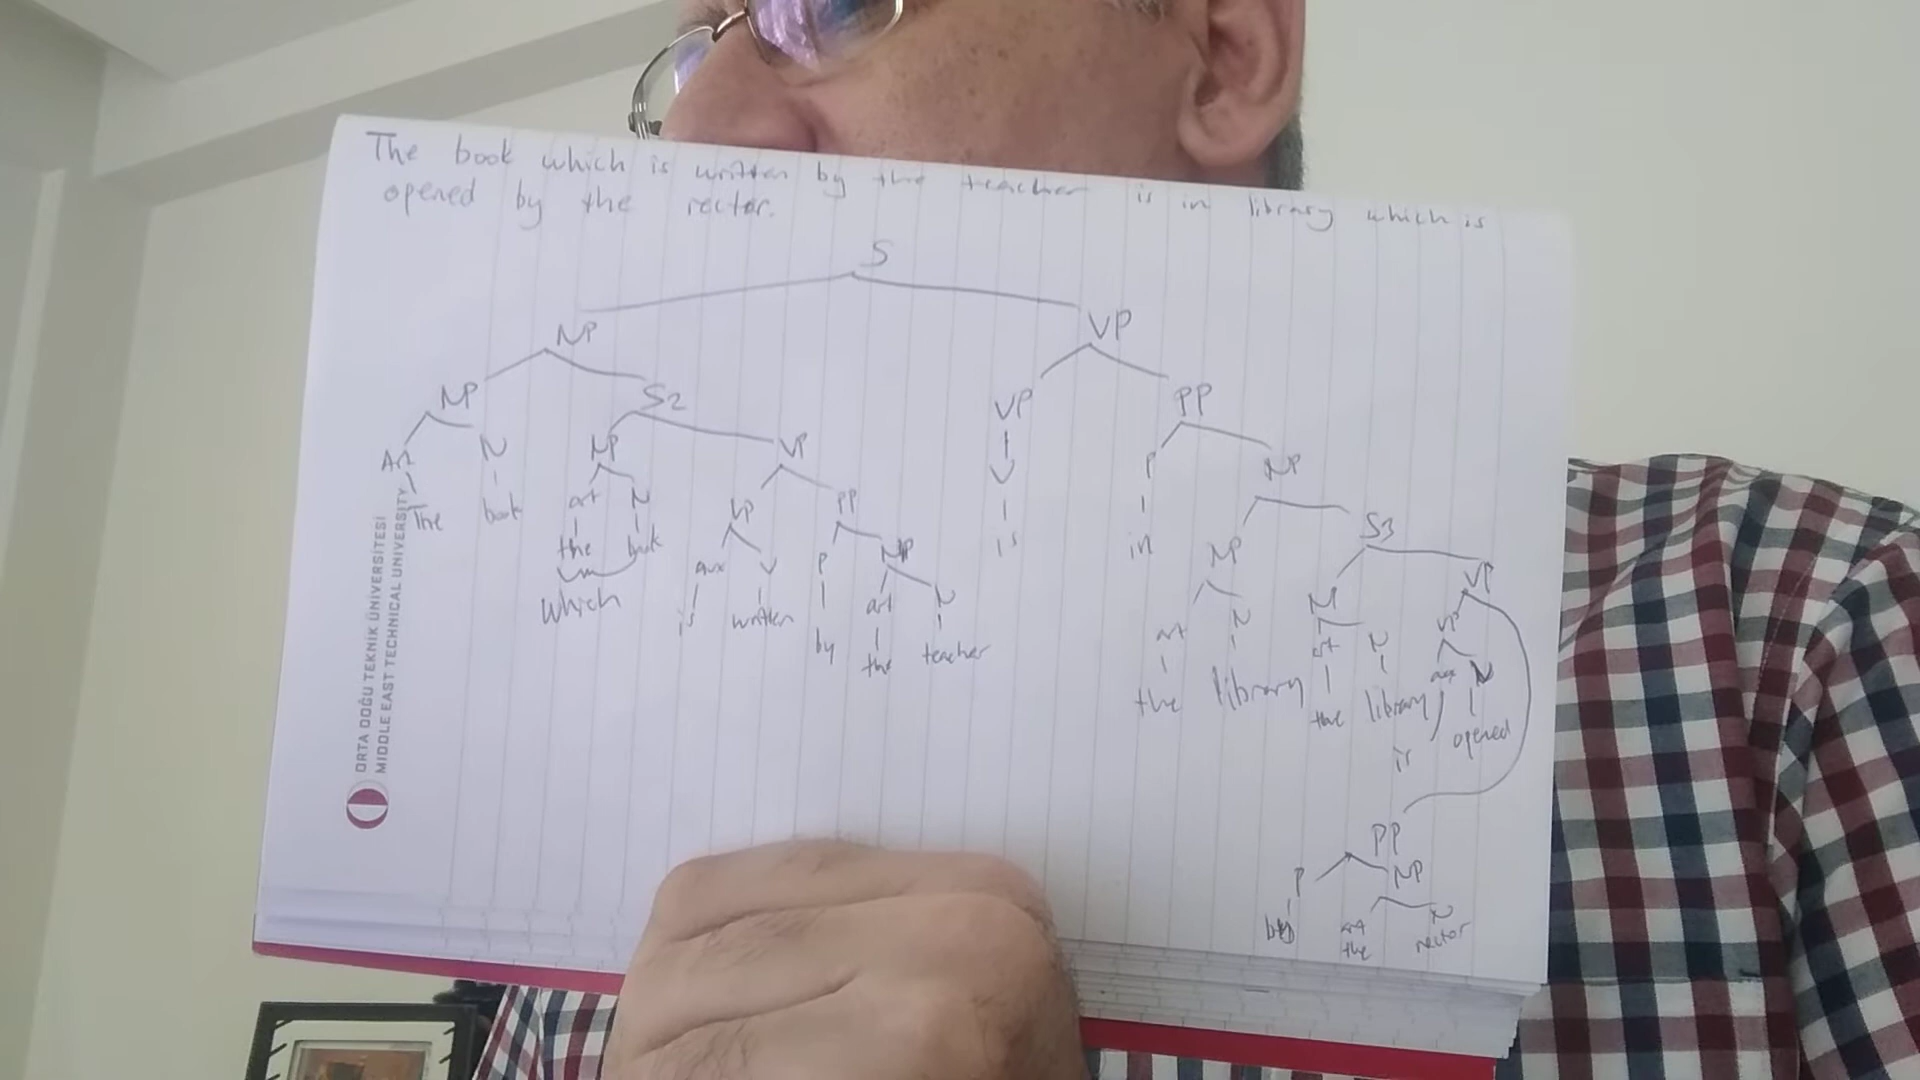 The book which is written by the teacher is in library which is
opened by the rector.
S
NP VP
NP S2 VP PP
Art N NP VP V P NP
The book art N VP PP is in NP S3
the book aux V P NP art N N VP
which is written by art N the library art N VP
the teacher the library aux V
is opened
PP
P NP
by art N
the rector
ORTA DOĞU TEKNİK ÜNİVERSİTESİ
MIDDLE EAST TECHNICAL UNIVERSITY